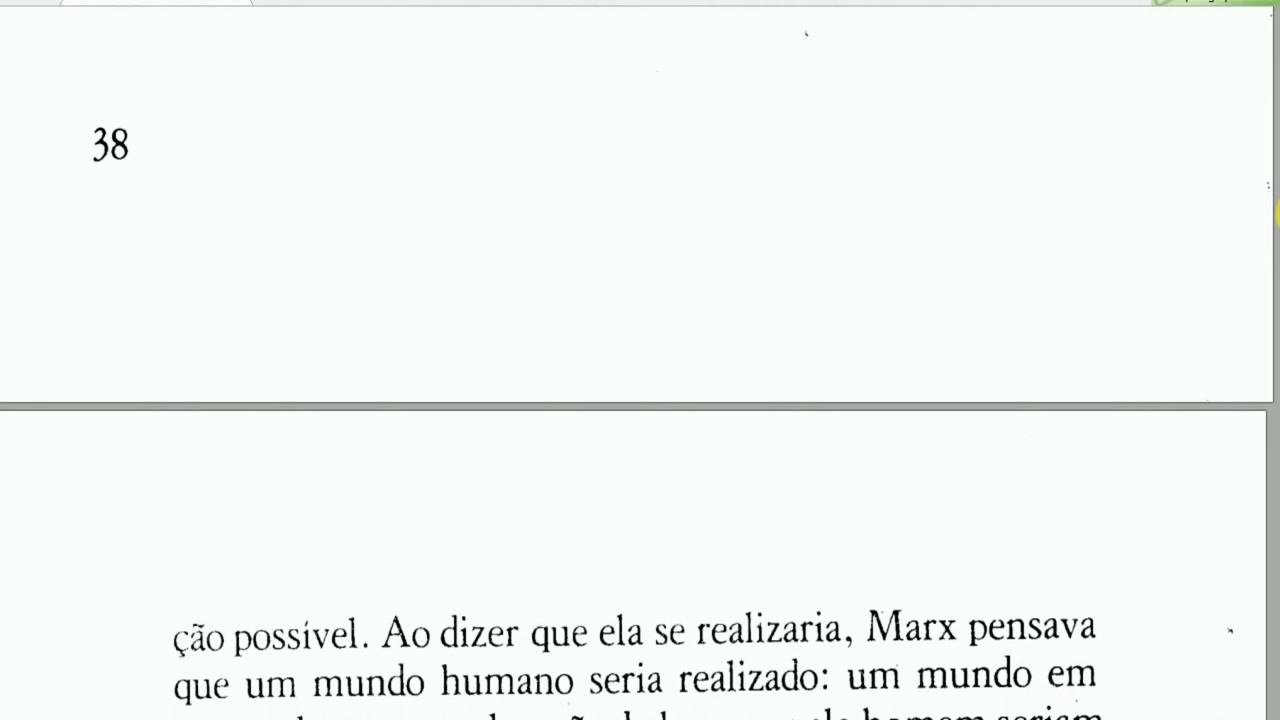 38
ção possível. Ao dizer que ela se realizaria, Marx pensava
que um mundo humano seria realizado: um mundo em